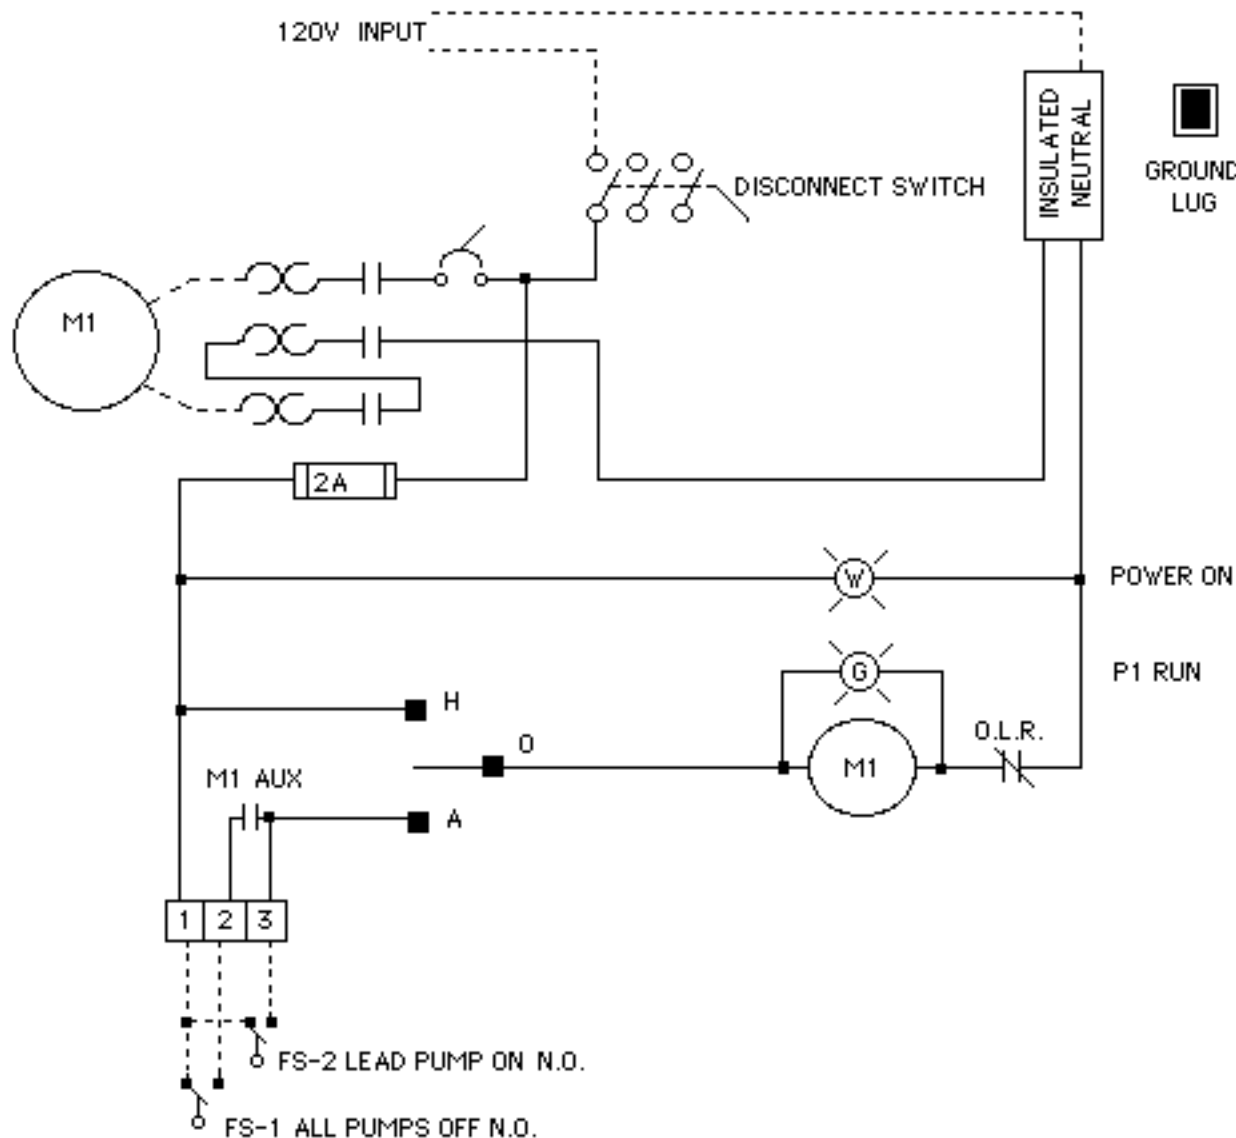 120V INPUT
INSULATED
NEUTRAL
GROUND
LUG
DISCONNECT SWITCH
M1
2A
W
POWER ON
G
P1 RUN
H
O.L.R.
O
M1
M1 AUX
A
1 2 3
FS-2 LEAD PUMP ON N.O.
FS-1 ALL PUMPS OFF N.O.